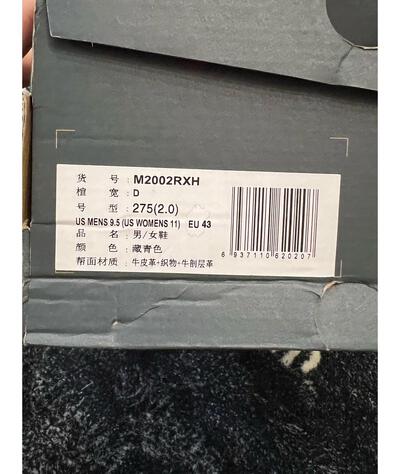 货 号 M2002RXH
楦 宽 D
号 型 275(2.0)
US MENS 9.5 (US WOMENS 11) EU 43
品 名 男/女鞋
颜 色 藏青色
帮面材质 牛皮革+织物+牛剖层革
6 937110 620207